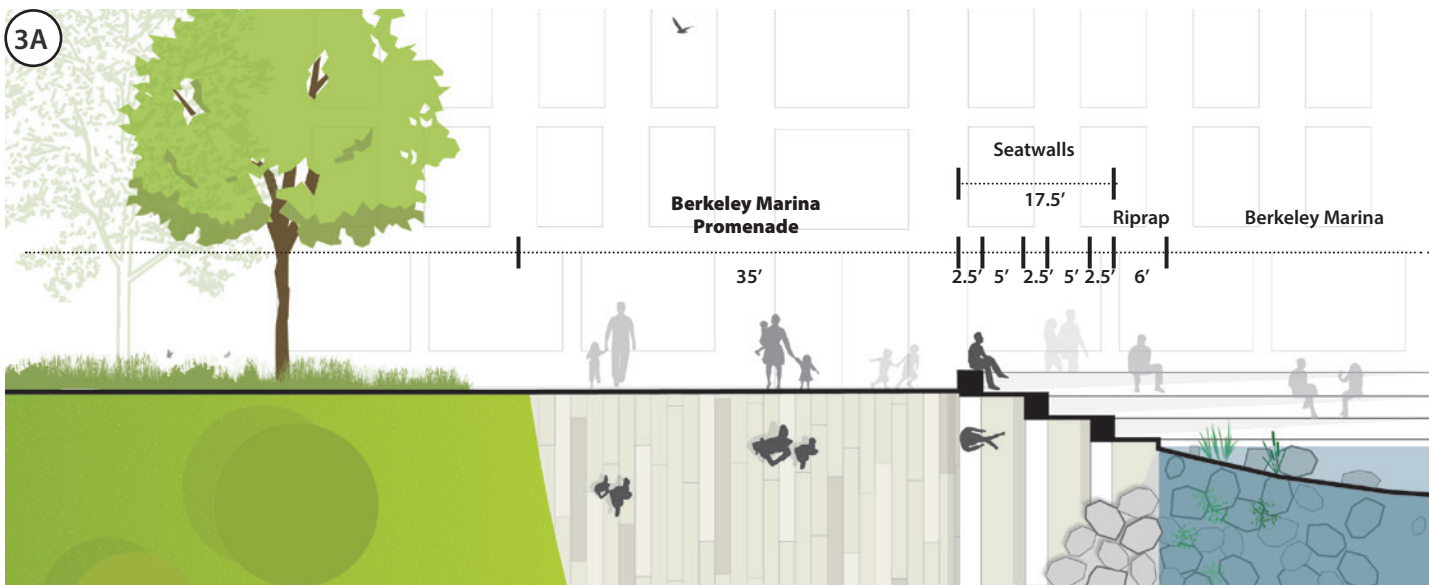 3A
Seatwalls
17.5’
Berkeley Marina
Promenade
Riprap
Berkeley Marina
35’
2.5’
5’
2.5’
5’
2.5’
6’